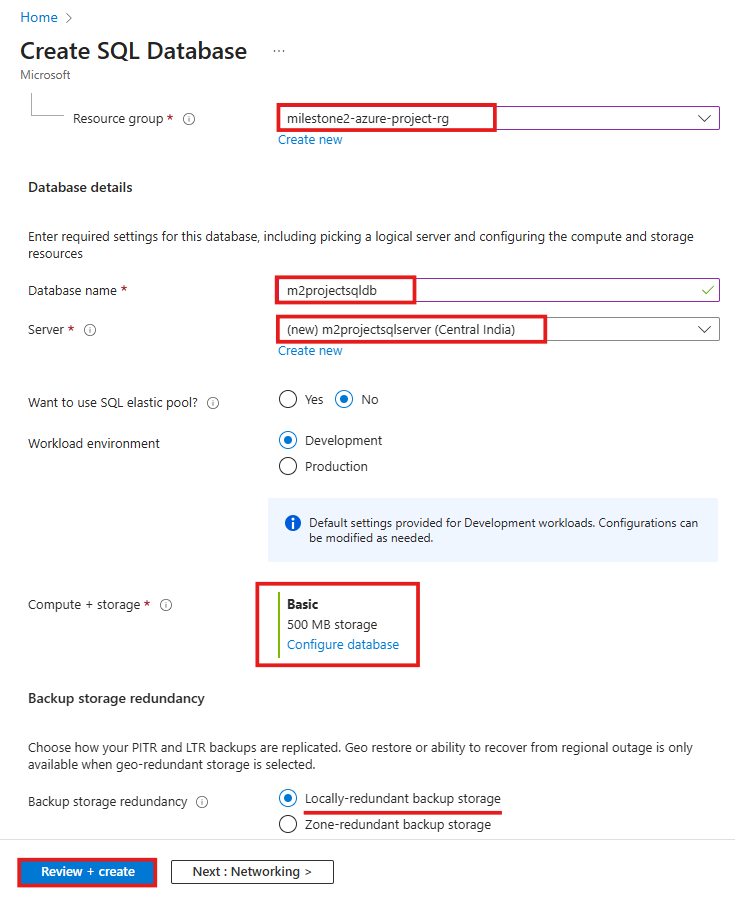 Home >
Create SQL Database ...
Microsoft
Resource group *
milestone2-azure-project-rg
Create new
Database details
Enter required settings for this database, including picking a logical server and configuring the compute and storage
resources
Database name *
m2projectsqldb
Server *
(new) m2projectsqlserver (Central India)
Create new
Want to use SQL elastic pool?
Yes
No
Workload environment
Development
Production
Default settings provided for Development workloads. Configurations can
be modified as needed.
Compute + storage *
Basic
500 MB storage
Configure database
Backup storage redundancy
Choose how your PITR and LTR backups are replicated. Geo restore or ability to recover from regional outage is only
available when geo-redundant storage is selected.
Backup storage redundancy
Locally-redundant backup storage
Zone-redundant backup storage
Review + create
Next : Networking >